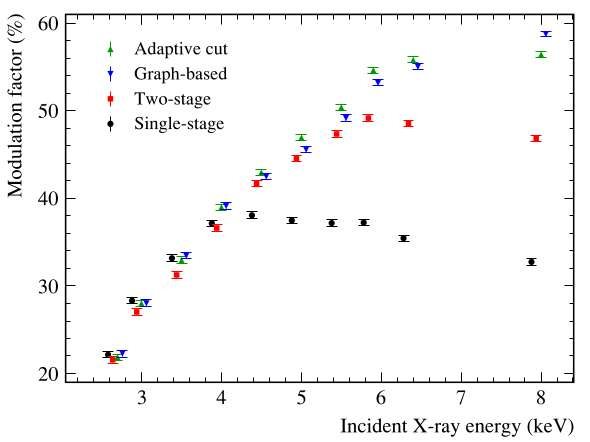 Modulation factor (%)
60
50
40
30
20
Adaptive cut
Graph-based
Two-stage
Single-stage
3 4 5 6 7 8
Incident X-ray energy (keV)